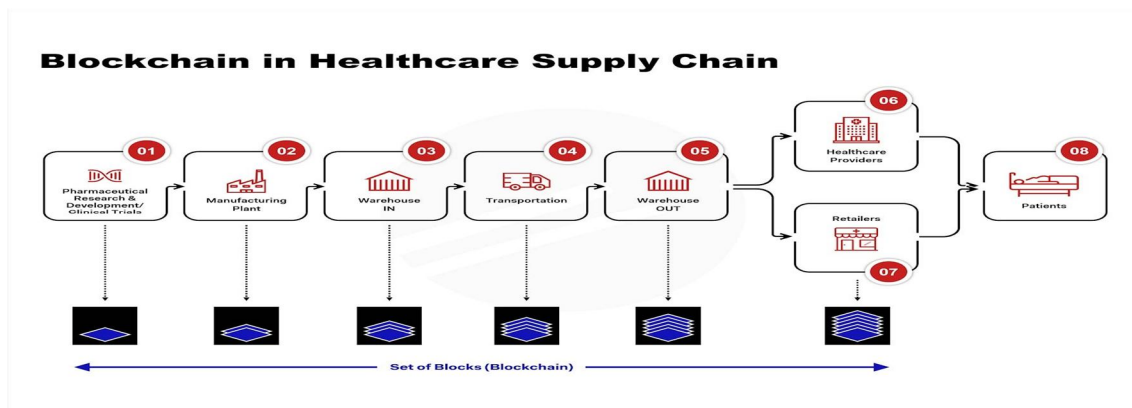 Blockchain in Healthcare Supply Chain
01
Pharmaceutical
Research &
Development/
Clinical Trials
02
Manufacturing
Plant
03
Warehouse
IN
04
Transportation
05
Warehouse
OUT
06
Healthcare
Providers
Retailers
07
08
Patients
Set of Blocks (Blockchain)